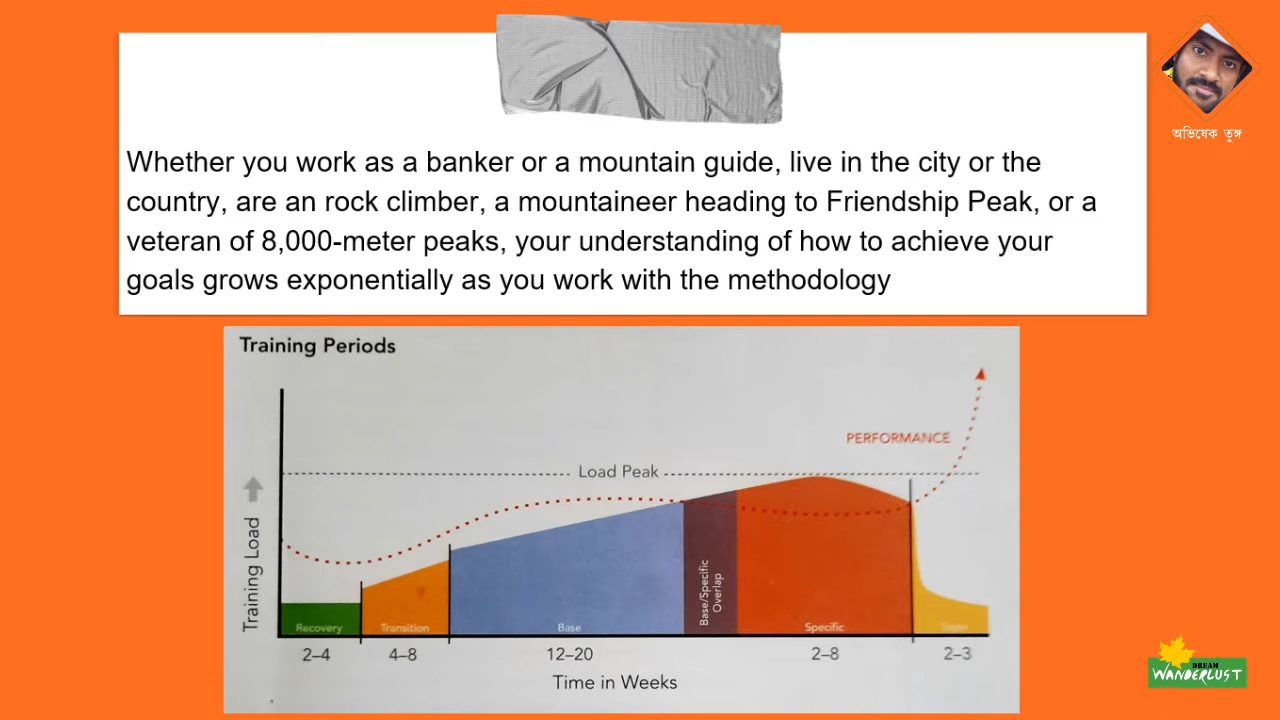 অভিষেক তুঙ্গ
Whether you work as a banker or a mountain guide, live in the city or the
country, are an rock climber, a mountaineer heading to Friendship Peak, or a
veteran of 8,000-meter peaks, your understanding of how to achieve your
goals grows exponentially as you work with the methodology
Training Periods
PERFORMANCE
Load Peak
Training Load
Base/Specific
Overlap
Recovery
Transition
Base
Specific
Taper
2–4
4–8
12–20
2–8
2–3
Time in Weeks
DREAM
WANDERLUST